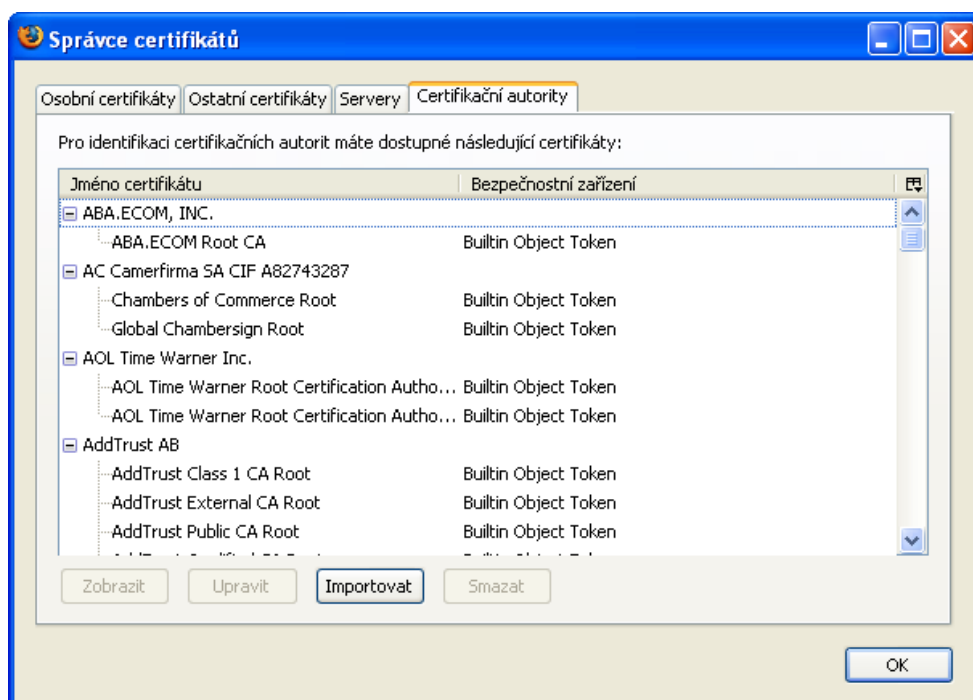 Správce certifikátů
Osobní certifikáty Ostatní certifikáty Servery Certifikační autority
Pro identifikaci certifikačních autorit máte dostupné následující certifikáty:
Jméno certifikátu Bezpečnostní zařízení
ABA.ECOM, INC.
ABA.ECOM Root CA Builtin Object Token
AC Camerfirma SA CIF A82743287
Chambers of Commerce Root Builtin Object Token
Global Chambersign Root Builtin Object Token
AOL Time Warner Inc.
AOL Time Warner Root Certification Autho... Builtin Object Token
AOL Time Warner Root Certification Autho... Builtin Object Token
AddTrust AB
AddTrust Class 1 CA Root Builtin Object Token
AddTrust External CA Root Builtin Object Token
AddTrust Public CA Root Builtin Object Token
Zobrazit Upravit Importovat Smazat
OK